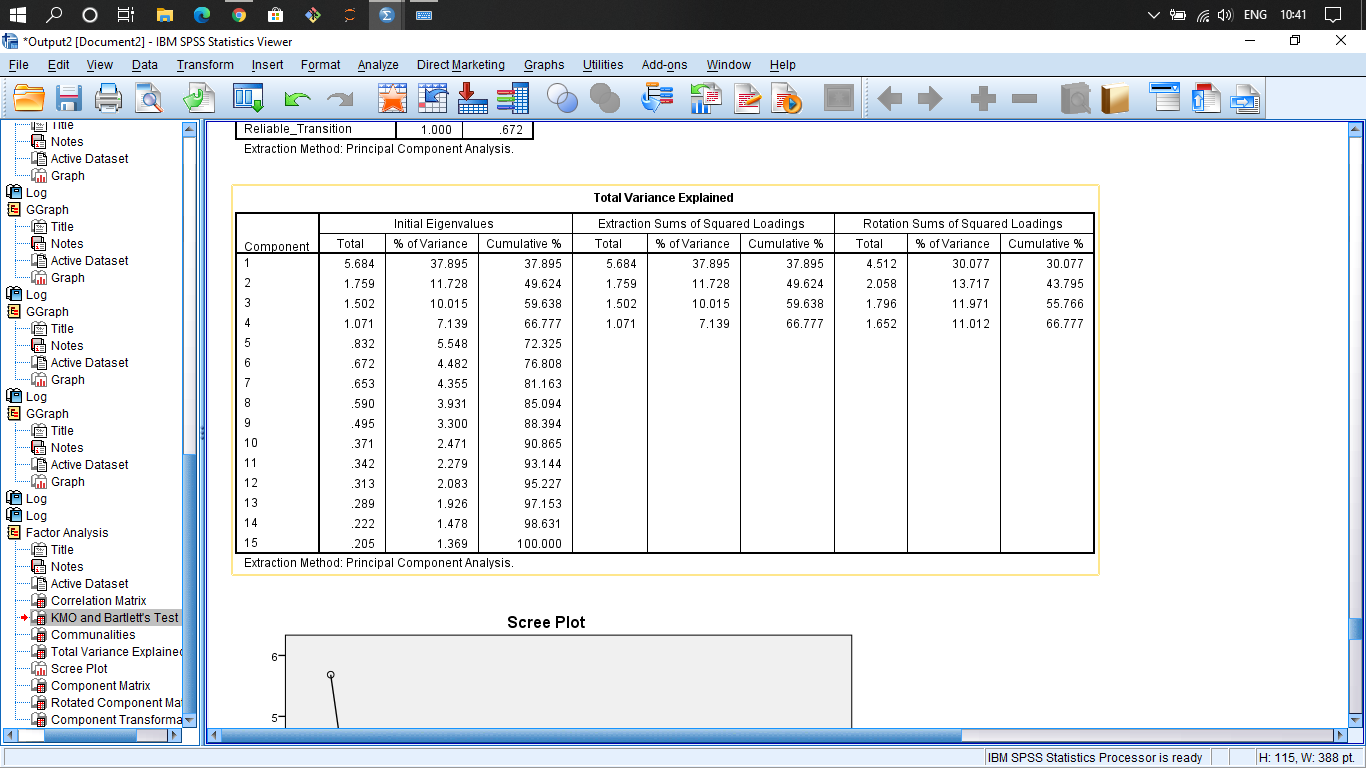 ENG 10:41
*Output2 [Document2] - IBM SPSS Statistics Viewer
File Edit View Data Transform Insert Format Analyze Direct Marketing Graphs Utilities Add-ons Window Help
Title
Notes
Active Dataset
Graph
Log
GGraph
Title
Notes
Active Dataset
Graph
Log
GGraph
Title
Notes
Active Dataset
Graph
Log
GGraph
Title
Notes
Active Dataset
Graph
Log
Log
Factor Analysis
Title
Notes
Active Dataset
Correlation Matrix
KMO and Bartlett's Test
Communalities
Total Variance Explained
Scree Plot
Component Matrix
Rotated Component Ma
Component Transforma
Reliable_Transition 1.000 .672
Extraction Method: Principal Component Analysis.
Total Variance Explained
Initial Eigenvalues Extraction Sums of Squared Loadings Rotation Sums of Squared Loadings
Component Total % of Variance Cumulative % Total % of Variance Cumulative % Total % of Variance Cumulative %
1 5.684 37.895 37.895 5.684 37.895 37.895 4.512 30.077 30.077
2 1.759 11.728 49.624 1.759 11.728 49.624 2.058 13.717 43.795
3 1.502 10.015 59.638 1.502 10.015 59.638 1.796 11.971 55.766
4 1.071 7.139 66.777 1.071 7.139 66.777 1.652 11.012 66.777
5 .832 5.548 72.325
6 .672 4.482 76.808
7 .653 4.355 81.163
8 .590 3.931 85.094
9 .495 3.300 88.394
10 .371 2.471 90.865
11 .342 2.279 93.144
12 .313 2.083 95.227
13 .289 1.926 97.153
14 .222 1.478 98.631
15 .205 1.369 100.000
Extraction Method: Principal Component Analysis.
Scree Plot
6
5
IBM SPSS Statistics Processor is ready H: 115, W: 388 pt.